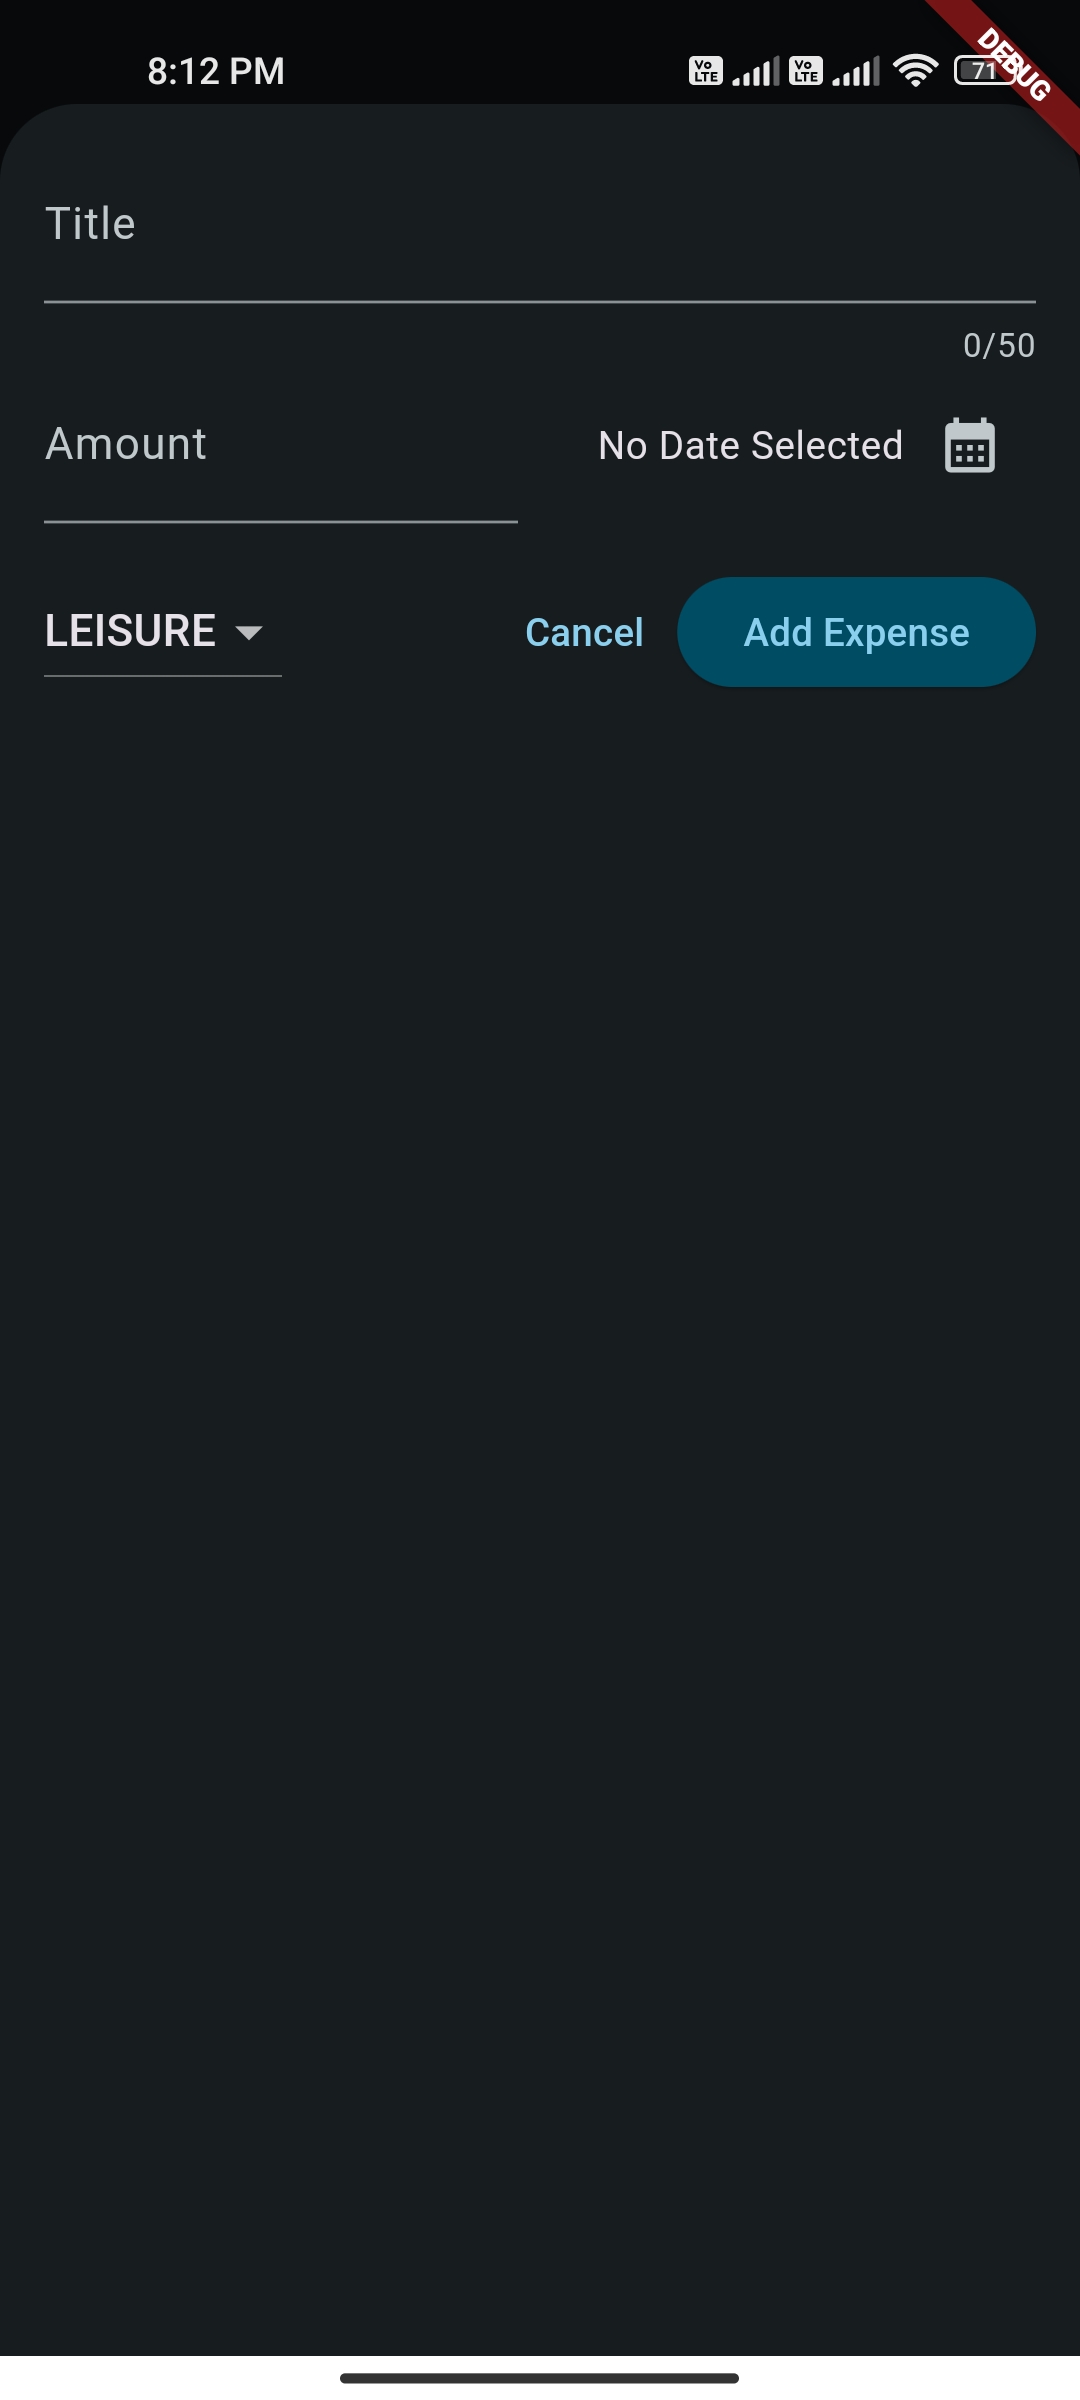 8:12 PM
Vo LTE
Vo LTE
71
DEBUG
Title
0/50
Amount
No Date Selected
LEISURE
Cancel
Add Expense